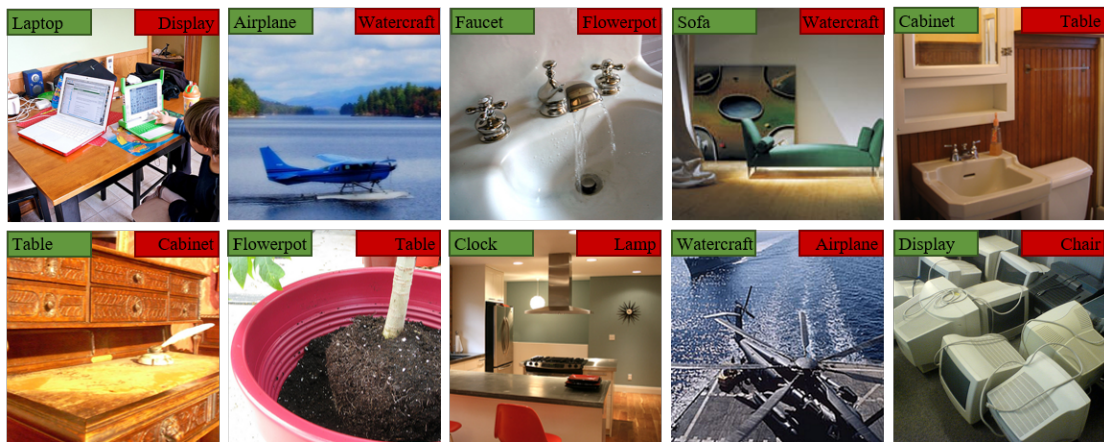 Laptop Display
Airplane Watercraft
Faucet Flowerpot
Sofa Watercraft
Cabinet Table
Table Cabinet
Flowerpot Table
Clock Lamp
Watercraft Airplane
Display Chair